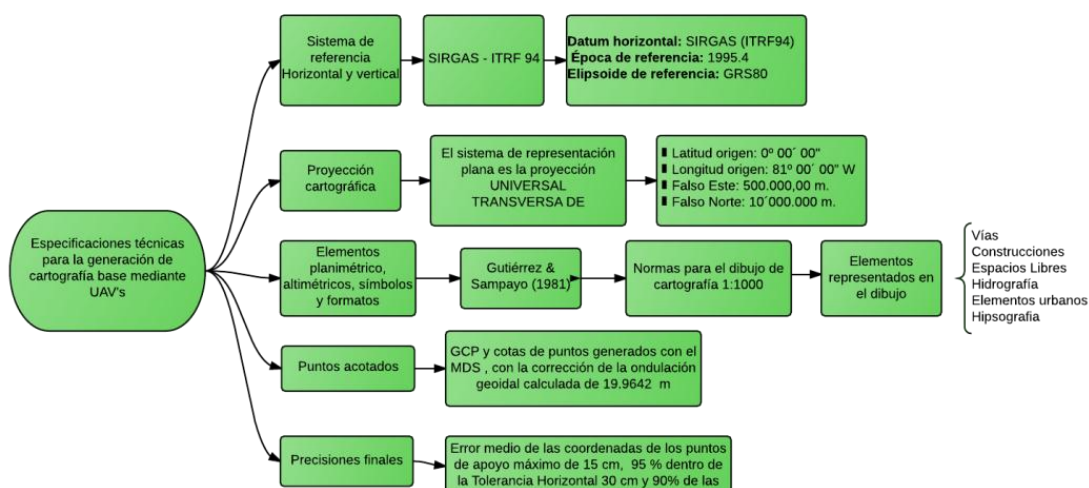 Especificaciones técnicas
para la generación de
cartografía base mediante
UAV's
Sistema de
referencia
Horizontal y vertical
SIRGAS - ITRF 94
Datum horizontal: SIRGAS (ITRF94)
Época de referencia: 1995.4
Elipsoide de referencia: GRS80
Proyección
cartográfica
El sistema de representación
plana es la proyección
UNIVERSAL
TRANSVERSA DE
Latitud origen: 0º 00´ 00"
Longitud origen: 81º 00´ 00" W
Falso Este: 500.000,00 m.
Falso Norte: 10´000.000 m.
Elementos
planimétrico,
altimétricos, símbolos
y formatos
Gutiérrez &
Sampayo (1981)
Normas para el dibujo de
cartografía 1:1000
Elementos
representados en
el dibujo
Vías
Construcciones
Espacios Libres
Hidrografía
Elementos urbanos
Hipsografia
Puntos acotados
GCP y cotas de puntos generados con el
MDS , con la corrección de la ondulación
geoidal calculada de 19.9642 m
Precisiones finales
Error medio de las coordenadas de los puntos
de apoyo máximo de 15 cm, 95 % dentro de
la Tolerancia Horizontal 30 cm y 90% de las